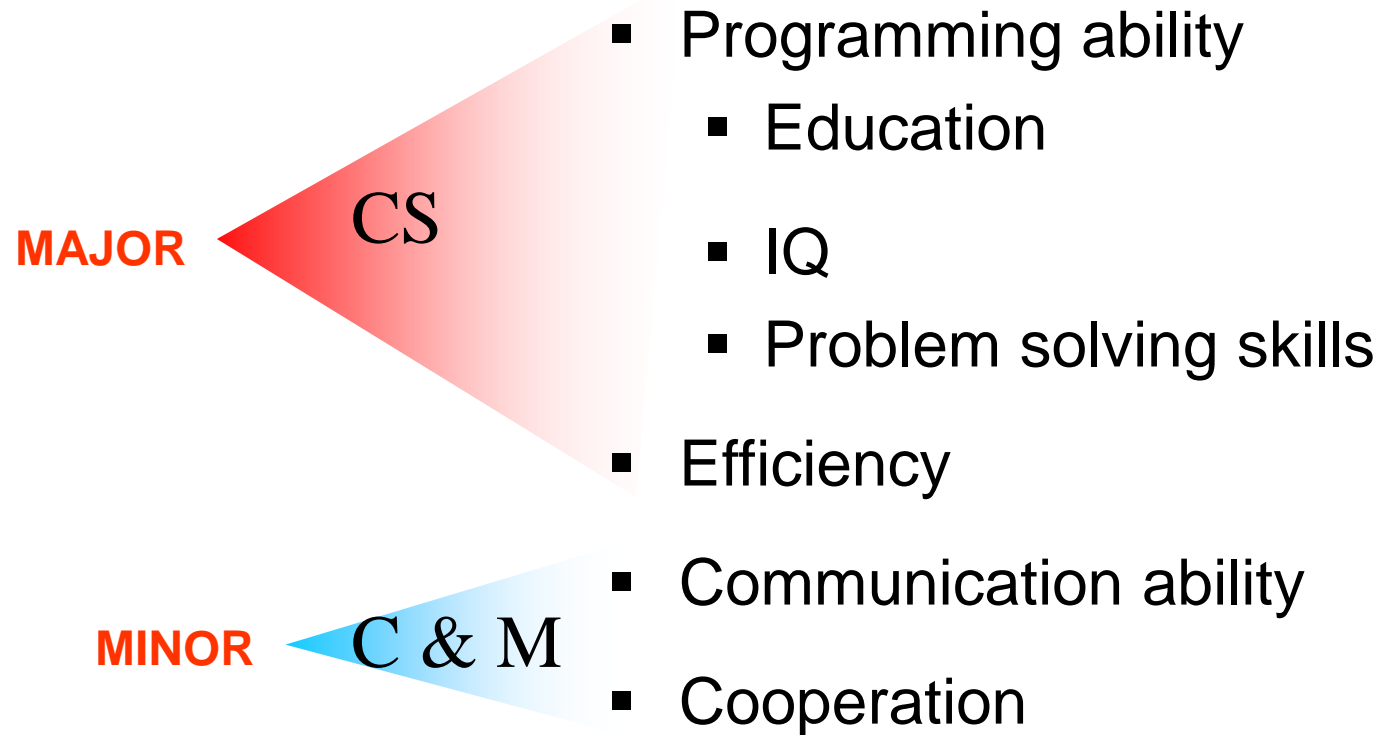 Programming ability
Education
CS
MAJOR
IQ
Problem solving skills
Efficiency
Communication ability
MINOR
C & M
Cooperation